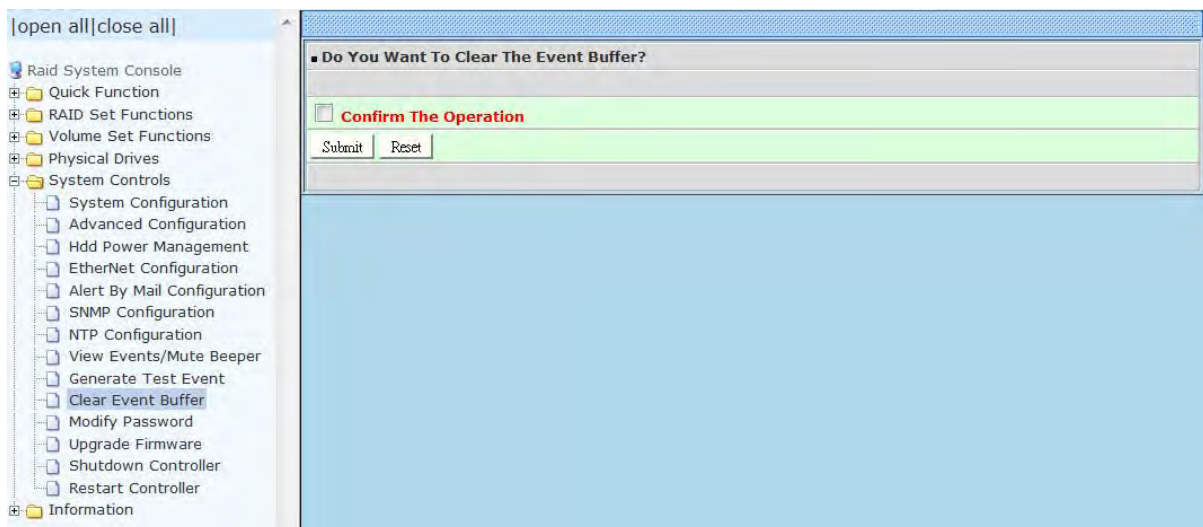 |open all|close all|
Raid System Console
Quick Function
RAID Set Functions
Volume Set Functions
Physical Drives
System Controls
System Configuration
Advanced Configuration
Hdd Power Management
EtherNet Configuration
Alert By Mail Configuration
SNMP Configuration
NTP Configuration
View Events/Mute Beeper
Generate Test Event
Clear Event Buffer
Modify Password
Upgrade Firmware
Shutdown Controller
Restart Controller
Information
Do You Want To Clear The Event Buffer?
Confirm The Operation
Submit Reset